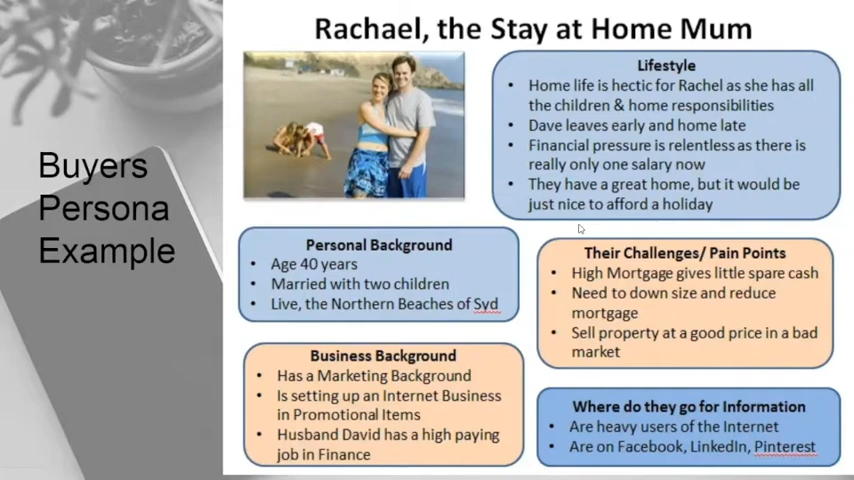 Rachael, the Stay at Home Mum
Buyers
Persona
Example
Lifestyle
• Home life is hectic for Rachel as she has all
the children & home responsibilities
• Dave leaves early and home late
• Financial pressure is relentless as there is
really only one salary now
• They have a great home, but it would be
just nice to afford a holiday
Personal Background
• Age 40 years
• Married with two children
• Live, the Northern Beaches of Syd
Their Challenges/ Pain Points
• High Mortgage gives little spare cash
• Need to down size and reduce
mortgage
• Sell property at a good price in a bad
market
Business Background
• Has a Marketing Background
• Is setting up an Internet Business
in Promotional Items
• Husband David has a high paying
job in Finance
Where do they go for Information
• Are heavy users of the Internet
• Are on Facebook, LinkedIn, Pinterest